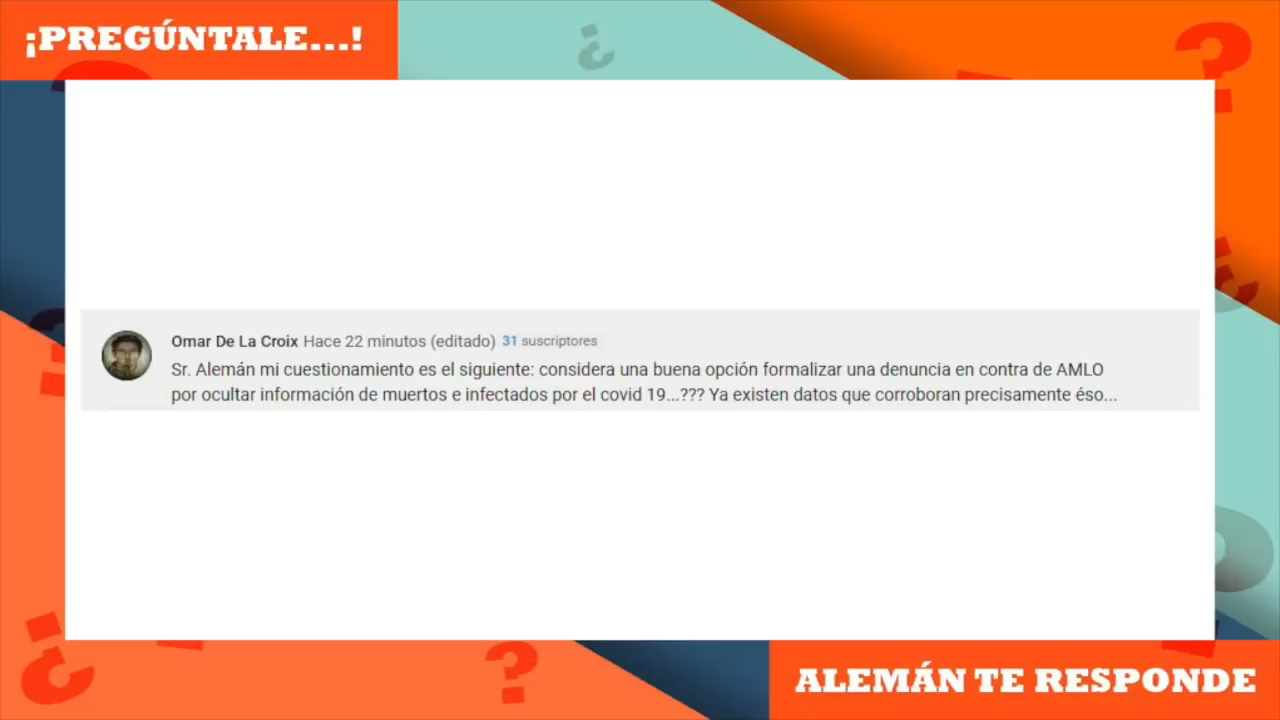 ¡PREGÚNTALE...!
Omar De La Croix Hace 22 minutos (editado) 31 suscriptores
Sr. Alemán mi cuestionamiento es el siguiente: considera una buena opción formalizar una denuncia en contra de AMLO
por ocultar información de muertos e infectados por el covid 19...??? Ya existen datos que corroboran precisamente éso...
ALEMÁN TE RESPONDE